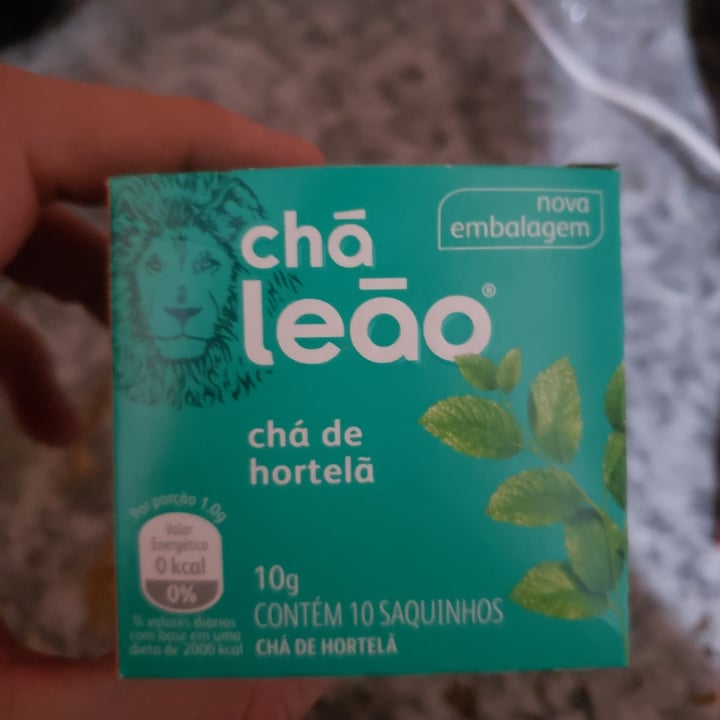 nova
embalagem
chá
leão®
chá de
hortelã
Por porção 1,0g
Valor
Energético
0 kcal
0%
% valores diários
com base em uma
dieta de 2000 kcal
10g
CONTÉM 10 SAQUINHOS
CHÁ DE HORTELÃ